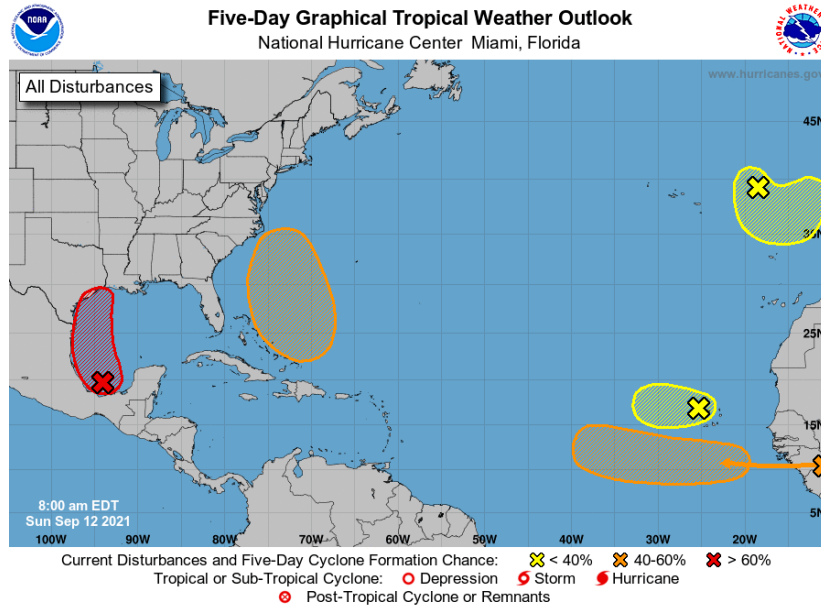 Five-Day Graphical Tropical Weather Outlook
National Hurricane Center Miami, Florida
NOAA
All Disturbances
www.hurricanes.gov
45N
25N
15N
5N
8:00 am EDT
Sun Sep 12 2021
100W 90W 80W 70W 60W 50W 40W 30W 20W
Current Disturbances and Five-Day Cyclone Formation Chance: < 40% 40-60% > 60%
Tropical or Sub-Tropical Cyclone: Depression Storm Hurricane
Post-Tropical Cyclone or Remnants